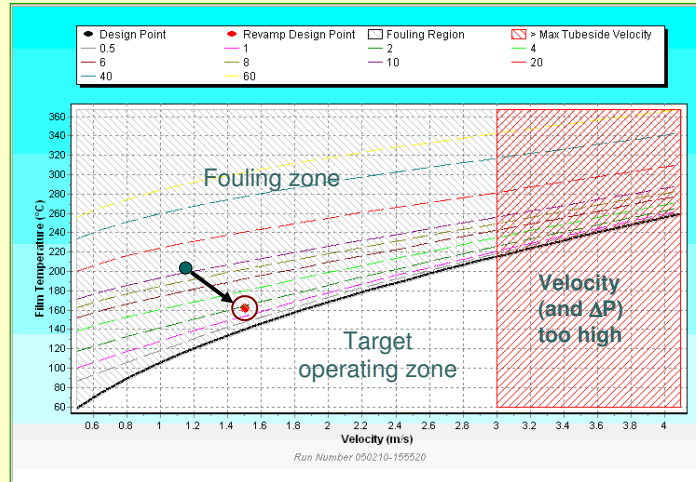 Design Point Revamp Design Point Fouling Region > Max Tubeside Velocity
0.5 1 2 4
6 8 10 20
40 60
360
340
320
300
280
260
240
220
200
180
160
140
120
100
80
60
Film Temperature (°C)
Fouling zone
Target
operating zone
Velocity
(and ΔP)
too high
0.6 0.8 1 1.2 1.4 1.6 1.8 2 2.2 2.4 2.6 2.8 3 3.2 3.4 3.6 3.8 4
Velocity (m/s)
Run Number 050210-155520